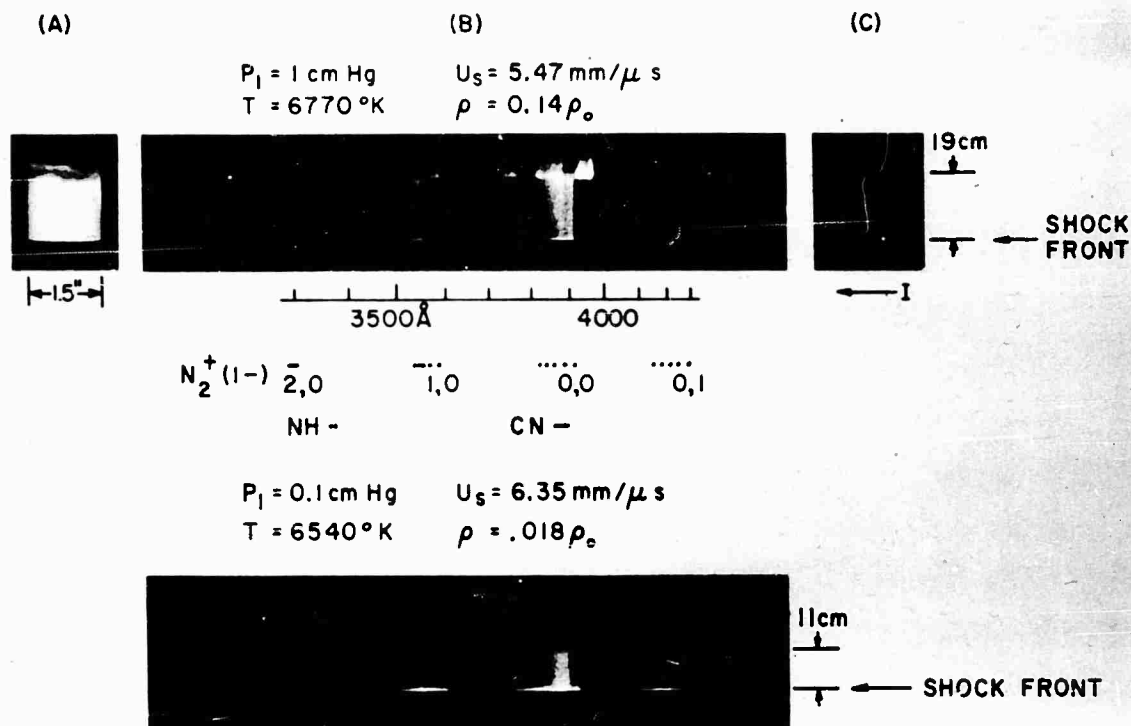 (A) (B) (C)
P₁ = 1 cm Hg U_S = 5.47 mm/μ s
T = 6770 °K ρ = 0.14 ρ₀
19cm
SHOCK
FRONT
1.5"
I
3500Å 4000
N₂⁺ (1-) 2,0 1,0 0,0 0,1
NH - CN -
P₁ = 0.1 cm Hg U_S = 6.35 mm/μ s
T = 6540 °K ρ = .018 ρ₀
11cm
SHOCK FRONT